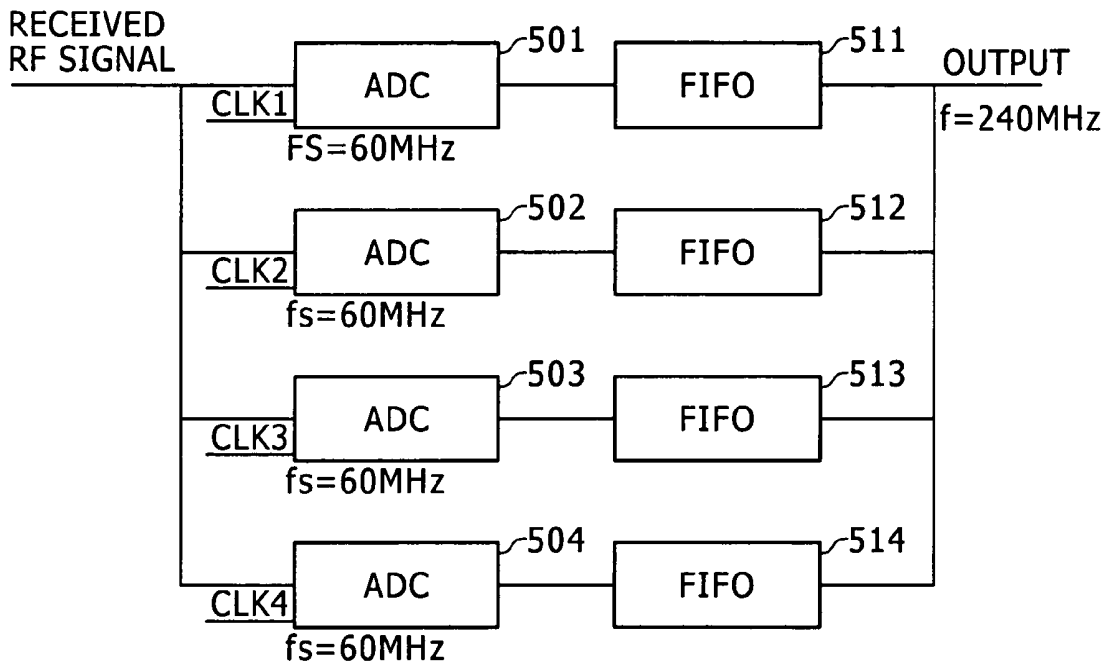 RECEIVED
RF SIGNAL
CLK1
ADC
501
FS=60MHz
FIFO
511
OUTPUT
f=240MHz
CLK2
ADC
502
fs=60MHz
FIFO
512
CLK3
ADC
503
fs=60MHz
FIFO
513
CLK4
ADC
504
fs=60MHz
FIFO
514